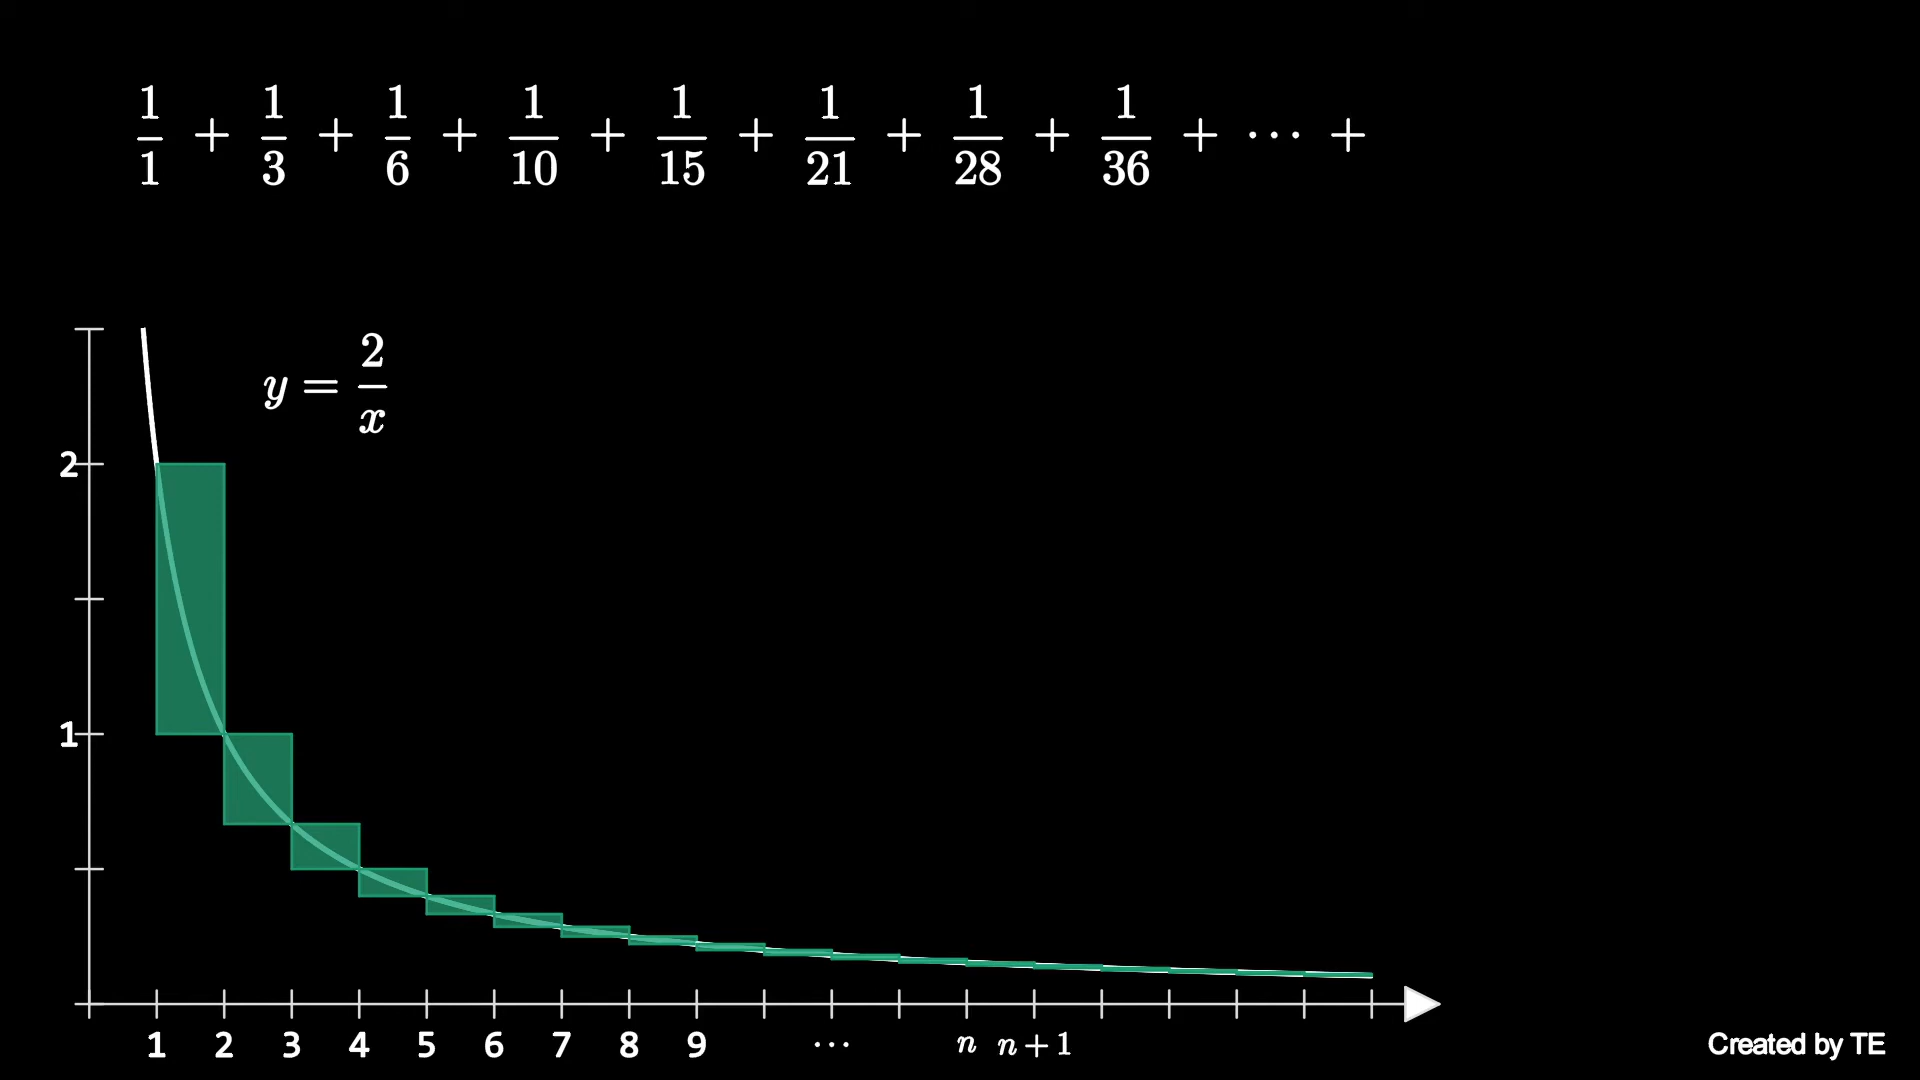 1/1 + 1/3 + 1/6 + 1/10 + 1/15 + 1/21 + 1/28 + 1/36 + ⋯ +
y = 2/x
2
1
1 2 3 4 5 6 7 8 9 ⋯ n n + 1
Created by TE